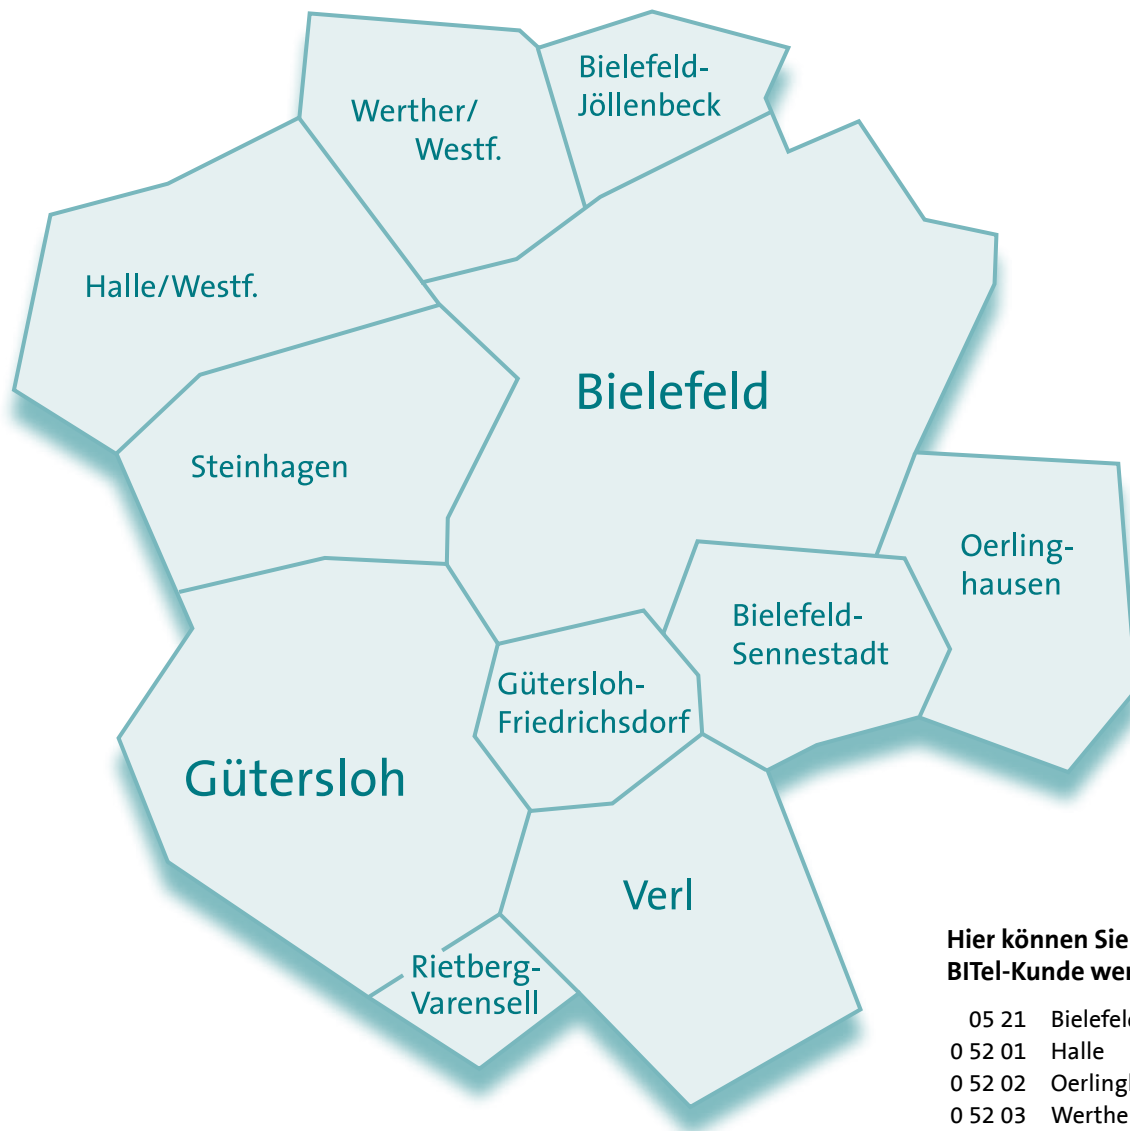 Bielefeld-
Jöllenbeck
Werther/
Westf.
Halle/Westf.
Bielefeld
Steinhagen
Oerling-
hausen
Bielefeld-
Sennestadt
Gütersloh-
Friedrichsdorf
Gütersloh
Verl
Rietberg-
Varensell
Hier können Sie
BITel-Kunde wer
05 21 Bielefeld
0 52 01 Halle
0 52 02 Oerling
0 52 03 Werthe